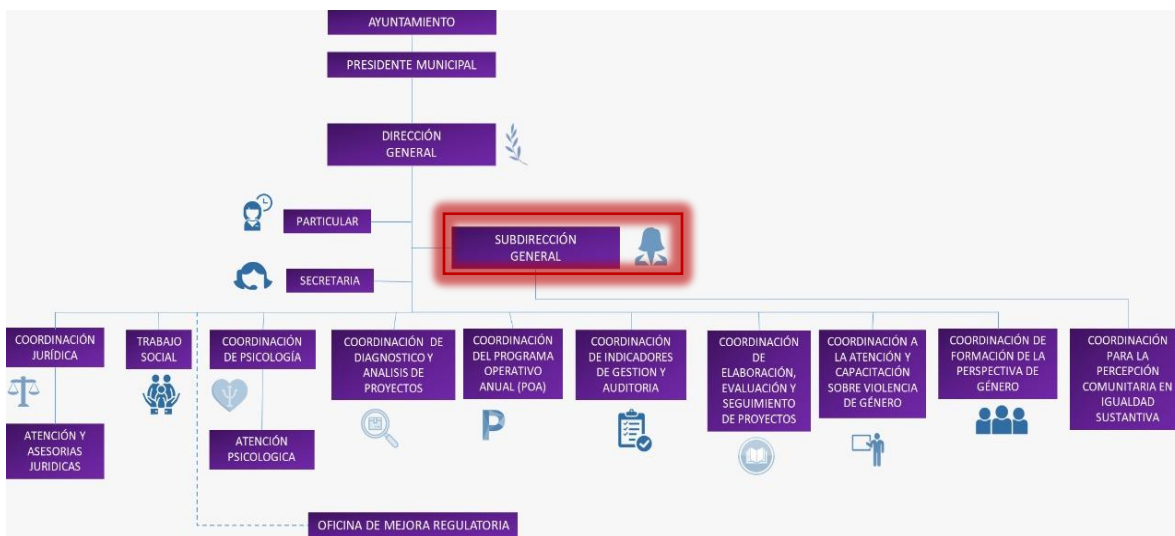 AYUNTAMIENTO
PRESIDENTE MUNICIPAL
DIRECCIÓN
GENERAL
PARTICULAR
SUBDIRECCIÓN
GENERAL
SECRETARIA
COORDINACIÓN
JURÍDICA
TRABAJO
SOCIAL
COORDINACIÓN
DE PSICOLOGÍA
COORDINACIÓN DE
DIAGNOSTICO Y
ANALISIS DE
PROYECTOS
COORDINACIÓN
DEL PROGRAMA
OPERATIVO
ANUAL (POA)
COORDINACIÓN
DE INDICADORES
DE GESTION Y
AUDITORIA
COORDINACIÓN
DE
ELABORACIÓN,
EVALUACIÓN Y
SEGUIMIENTO
DE PROYECTOS
COORDINACIÓN A
LA ATENCIÓN Y
CAPACITACIÓN
SOBRE VIOLENCIA
DE GÉNERO
COORDINACIÓN DE
FORMACIÓN DE LA
PERSPECTIVA DE
GÉNERO
COORDINACIÓN
PARA LA
PERCEPCIÓN
COMUNITARIA EN
IGUALDAD
SUSTANTIVA
P
ATENCIÓN Y
ASESORIAS
JURIDICAS
ATENCIÓN
PSICOLOGICA
OFICINA DE MEJORA REGULATORIA